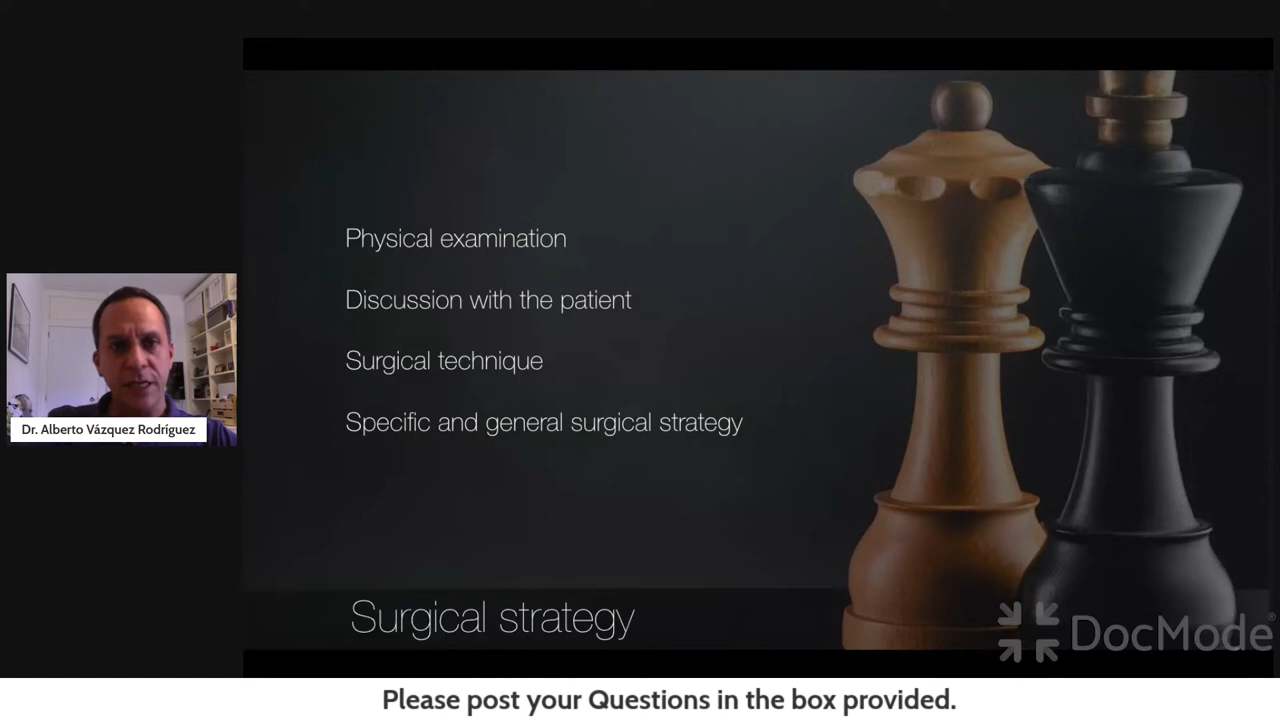 Physical examination
Discussion with the patient
Surgical technique
Specific and general surgical strategy
Dr. Alberto Vázquez Rodríguez
Surgical strategy
DocMode®
Please post your Questions in the box provided.